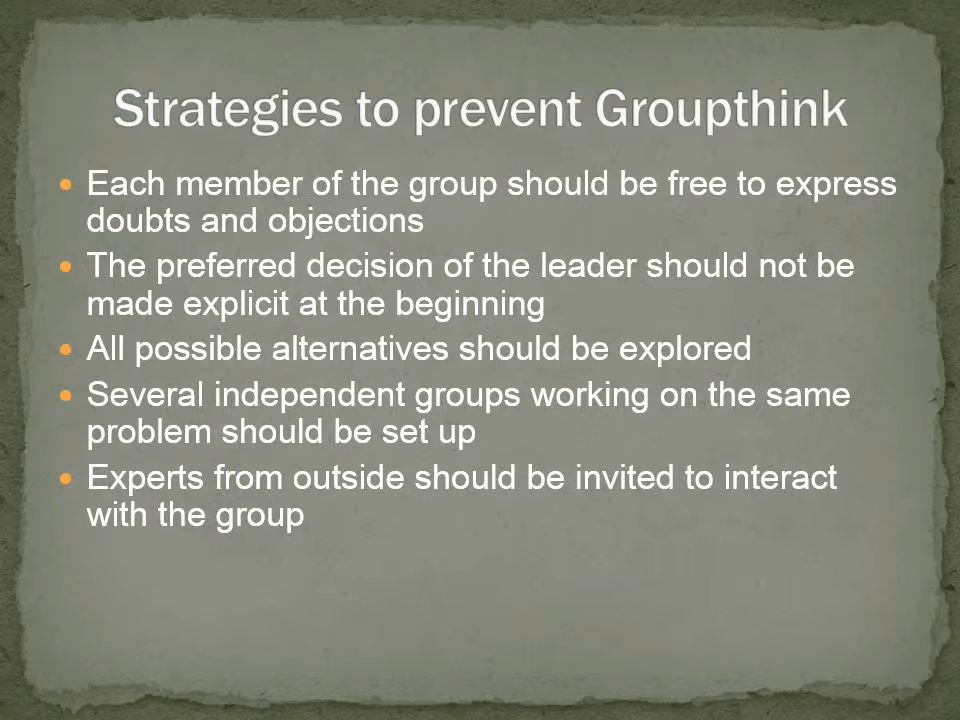 Strategies to prevent Groupthink
• Each member of the group should be free to express
doubts and objections
• The preferred decision of the leader should not be
made explicit at the beginning
• All possible alternatives should be explored
• Several independent groups working on the same
problem should be set up
• Experts from outside should be invited to interact
with the group